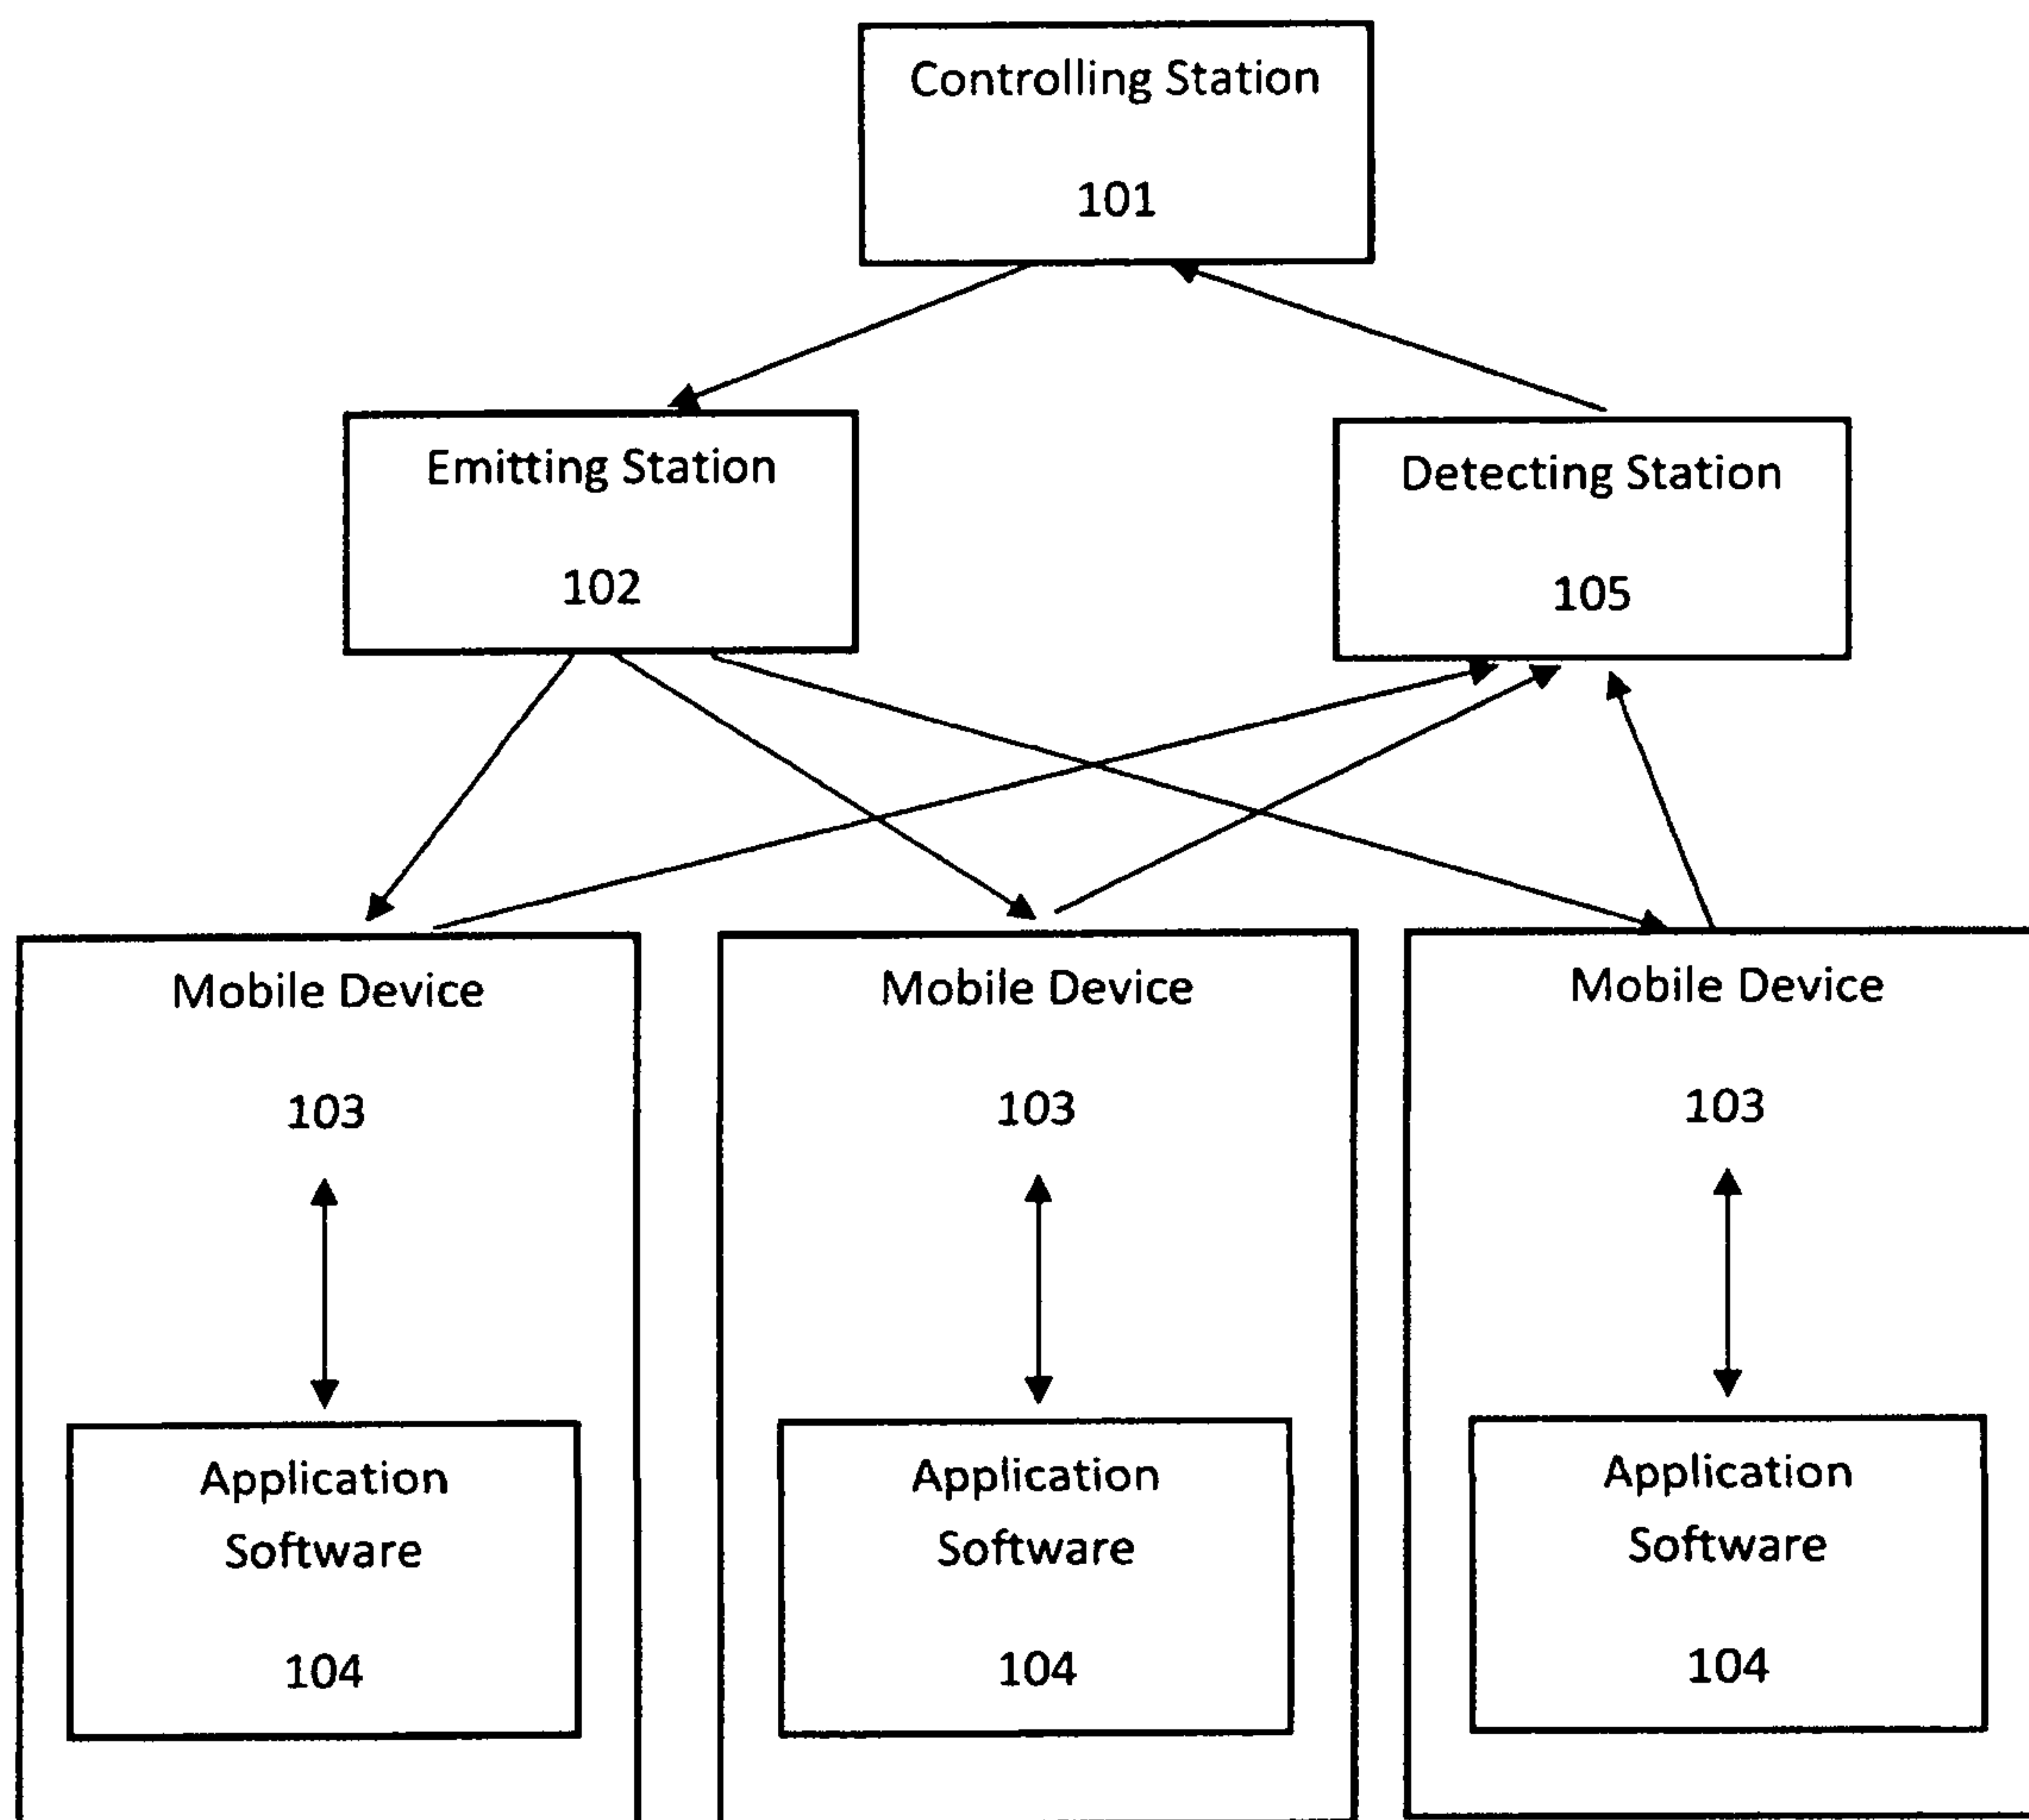 Controlling Station
101
Emitting Station
102
Detecting Station
105
Mobile Device
103
Application
Software
104
Mobile Device
103
Application
Software
104
Mobile Device
103
Application
Software
104